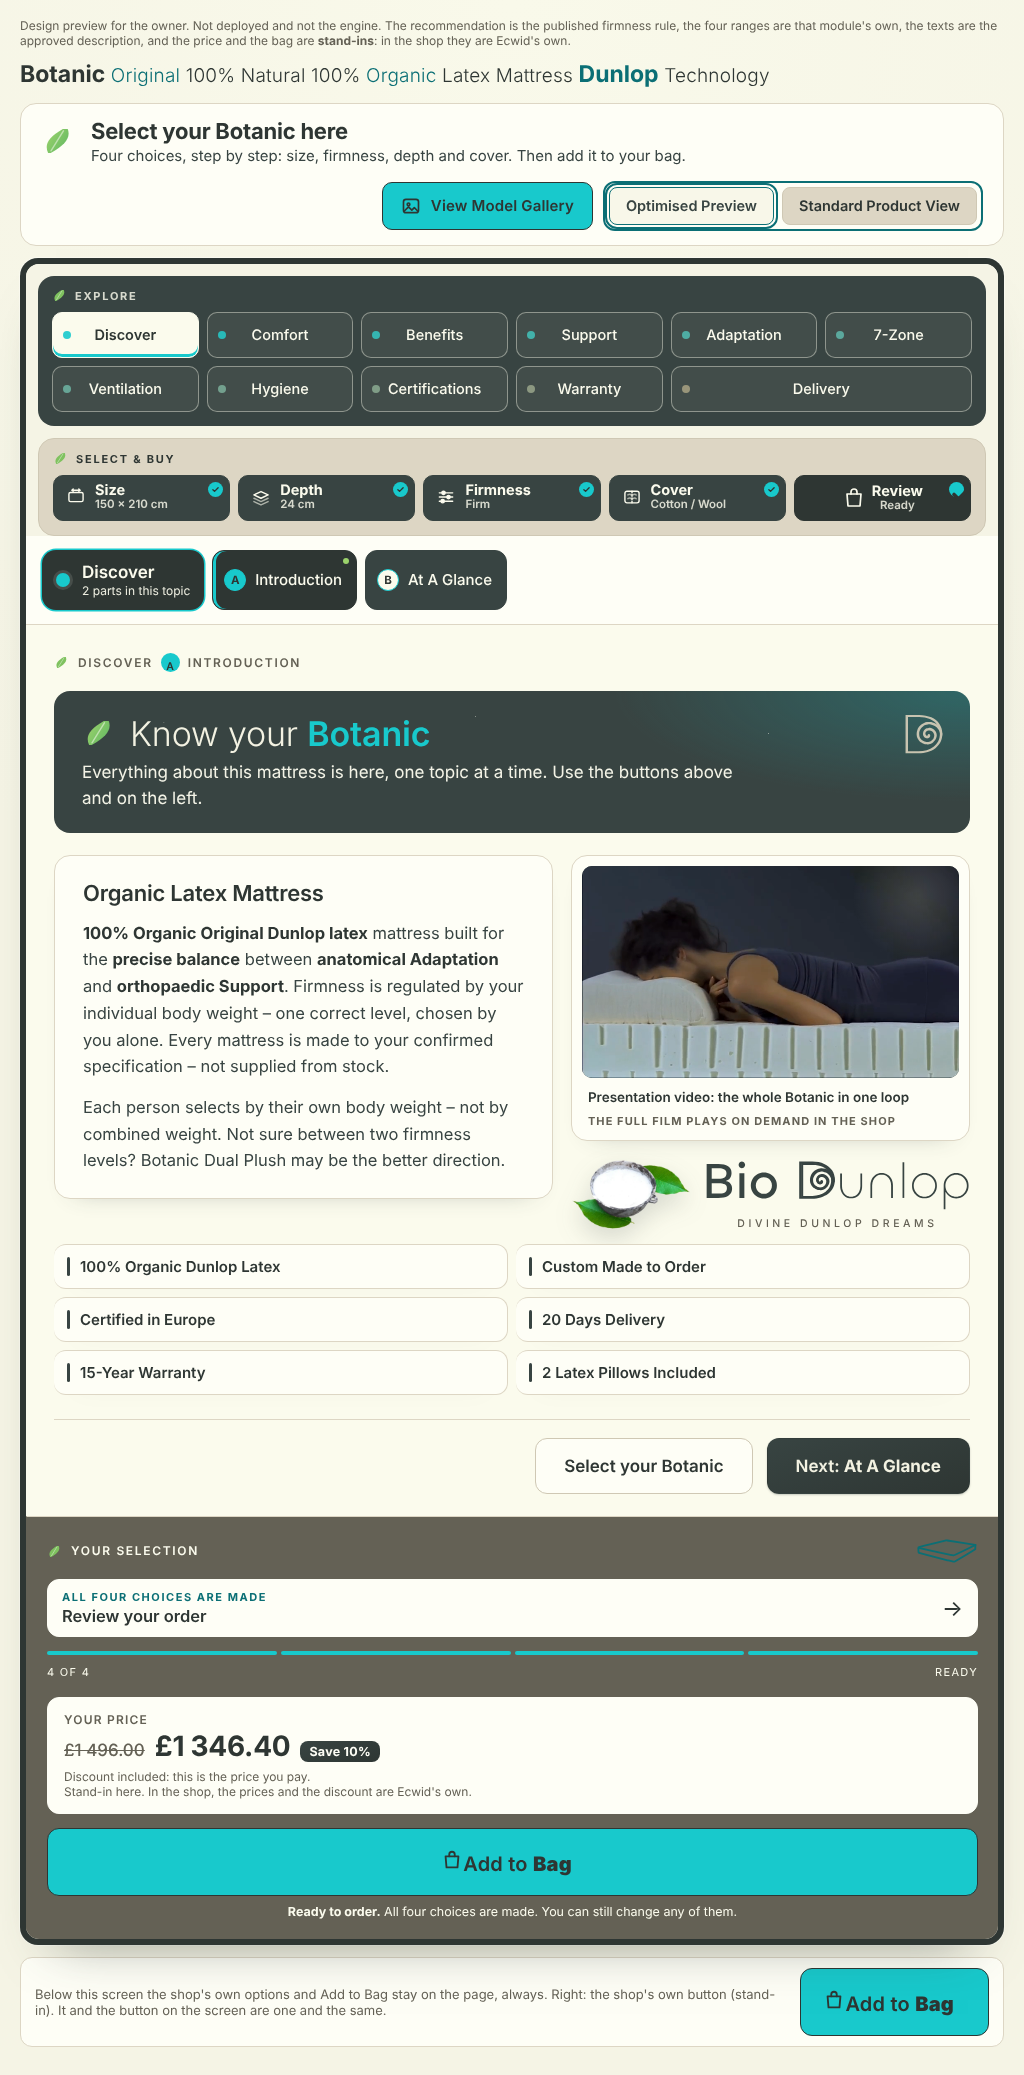 Design preview for the owner. Not deployed and not the engine. The recommendation is the published firmness rule, the four ranges are that module's own, the texts are the
approved description, and the price and the bag are stand-ins: in the shop they are Ecwid's own.
Botanic Original 100% Natural 100% Organic Latex Mattress Dunlop Technology
Select your Botanic here
Four choices, step by step: size, firmness, depth and cover. Then add it to your bag.
View Model Gallery
Optimised Preview
Standard Product View
EXPLORE
Discover
Comfort
Benefits
Support
Adaptation
7-Zone
Ventilation
Hygiene
Certifications
Warranty
Delivery
SELECT & BUY
Size
150 × 210 cm
Depth
24 cm
Firmness
Firm
Cover
Cotton / Wool
Review
Ready
Discover
2 parts in this topic
A Introduction
B At A Glance
DISCOVER A INTRODUCTION
Know your Botanic
Everything about this mattress is here, one topic at a time. Use the buttons above
and on the left.
Organic Latex Mattress
100% Organic Original Dunlop latex mattress built for
the precise balance between anatomical Adaptation
and orthopaedic Support. Firmness is regulated by your
individual body weight – one correct level, chosen by
you alone. Every mattress is made to your confirmed
specification – not supplied from stock.
Each person selects by their own body weight – not by
combined weight. Not sure between two firmness
levels? Botanic Dual Plush may be the better direction.
Presentation video: the whole Botanic in one loop
THE FULL FILM PLAYS ON DEMAND IN THE SHOP
Bio Dunlop
DIVINE DUNLOP DREAMS
100% Organic Dunlop Latex
Custom Made to Order
Certified in Europe
20 Days Delivery
15-Year Warranty
2 Latex Pillows Included
Select your Botanic
Next: At A Glance
YOUR SELECTION
ALL FOUR CHOICES ARE MADE
Review your order
4 OF 4
READY
YOUR PRICE
£1 496.00 £1 346.40 Save 10%
Discount included: this is the price you pay.
Stand-in here. In the shop, the prices and the discount are Ecwid's own.
Add to Bag
Ready to order. All four choices are made. You can still change any of them.
Below this screen the shop's own options and Add to Bag stay on the page, always. Right: the shop's own button (stand-
in). It and the button on the screen are one and the same.
Add to Bag